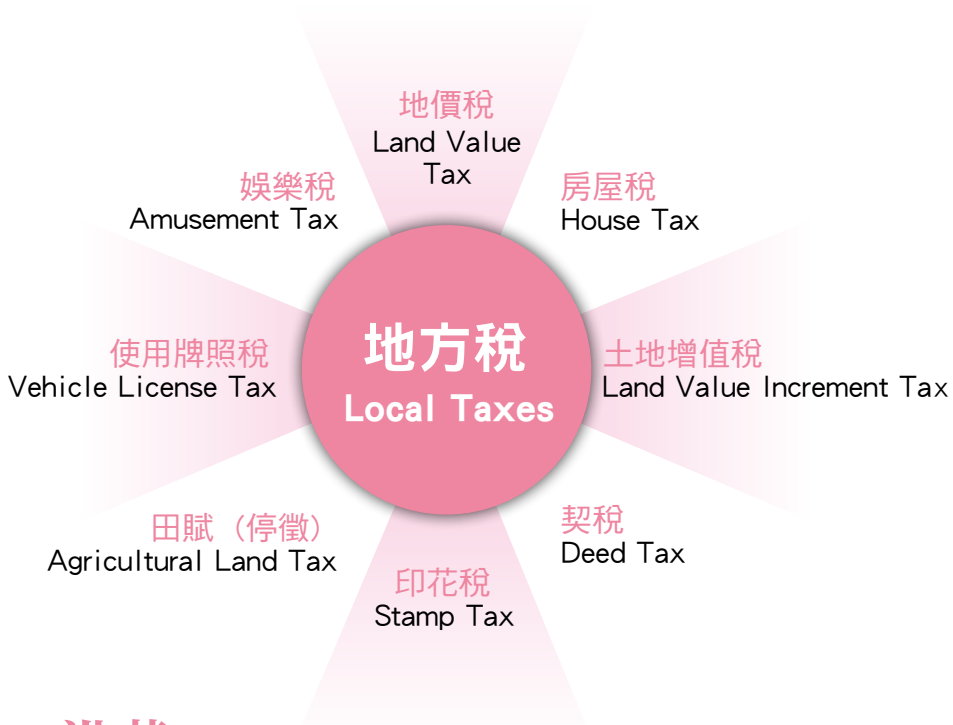 地價稅
Land Value
Tax
娛樂稅
Amusement Tax
房屋稅
House Tax
使用牌照稅
Vehicle License Tax
地方稅
Local Taxes
土地增值稅
Land Value Increment Tax
田賦（停徵）
Agricultural Land Tax
契稅
Deed Tax
印花稅
Stamp Tax